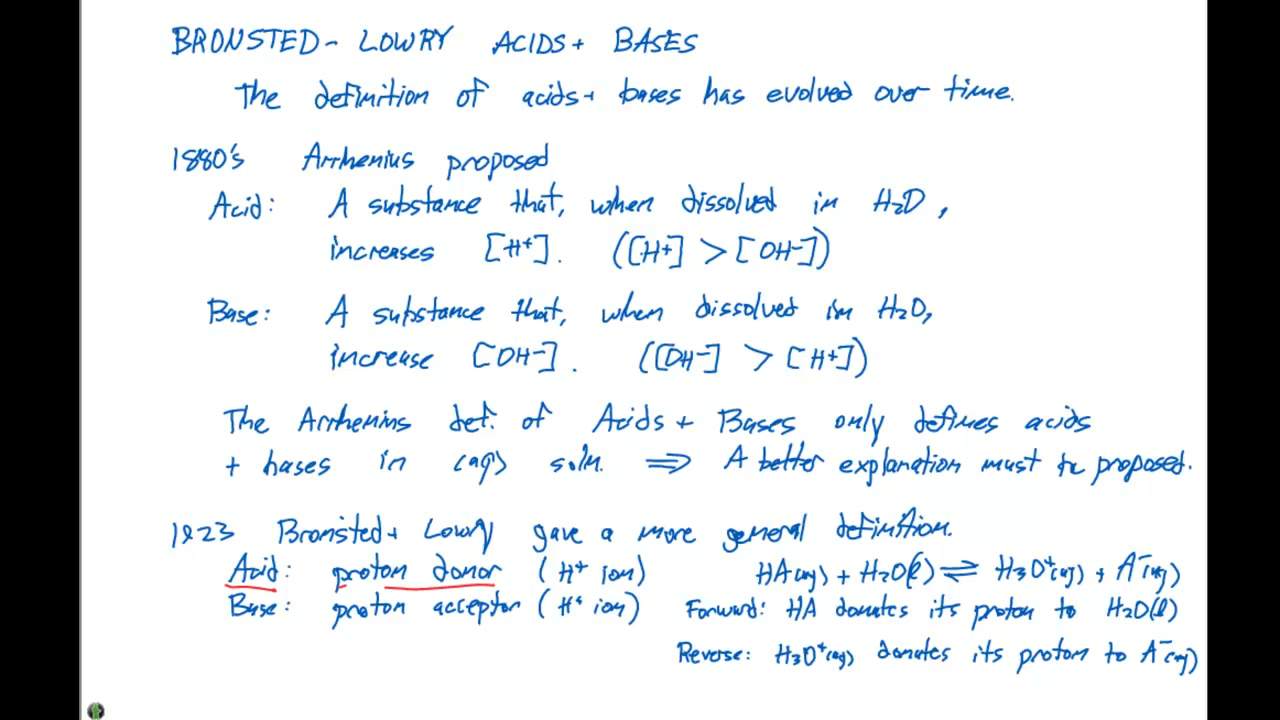 BRONSTED - LOWRY ACIDS + BASES
The definition of acids + bases has evolved over time.
1880's Arrhenius proposed
Acid: A substance that, when dissolved in H₂O,
increases [H⁺]. ([H⁺] > [OH⁻])
Base: A substance that, when dissolved in H₂O,
increase [OH⁻]. ([OH⁻] > [H⁺])
The Arrhenius def. of Acids + Bases only defines acids
+ bases in (aq) soln. ⇒ A better explanation must be proposed.
1923 Bronsted + Lowry gave a more general definition.
Acid: proton donor (H⁺ ion) HA(aq) + H₂O(l) ⇌ H₃O⁺(aq) + A⁻(aq)
Base: proton acceptor (H⁺ ion) Forward: HA donates its proton to H₂O(l)
Reverse: H₃O⁺(aq) donates its proton to A⁻(aq)